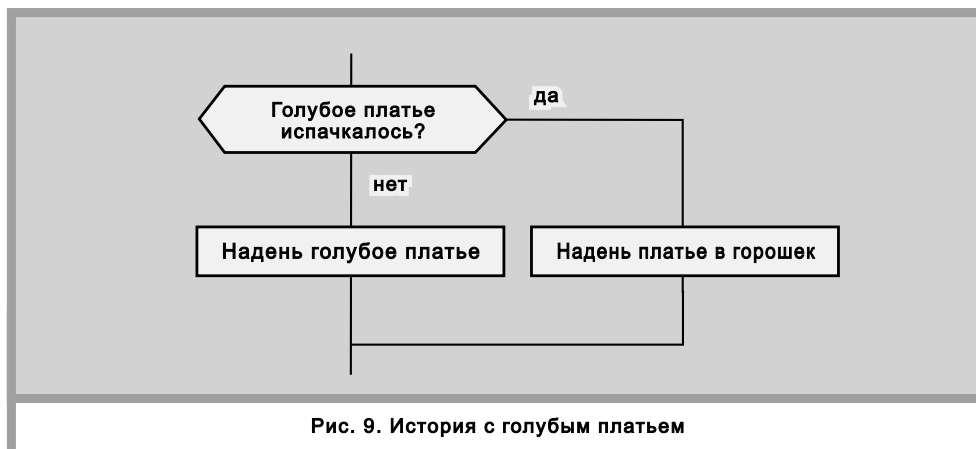 Голубое платье
испачкалось?
да
нет
Надень голубое платье
Надень платье в горошек
Рис. 9. История с голубым платьем